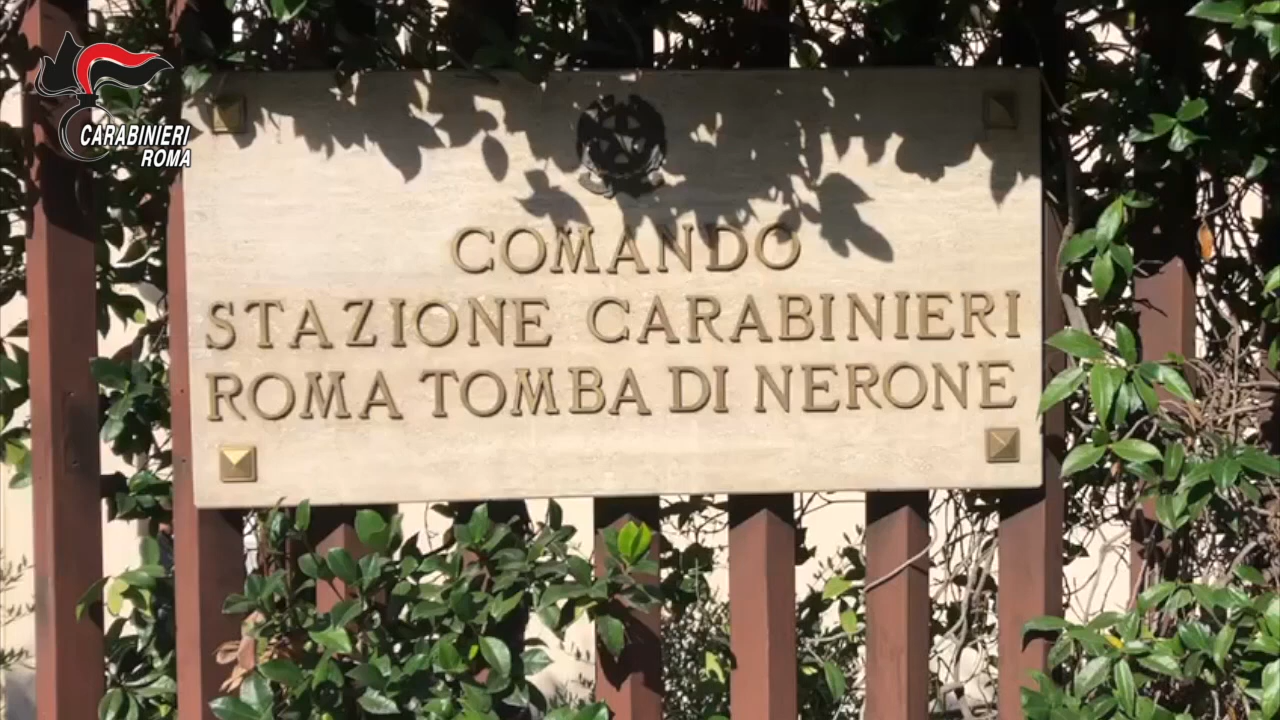 CARABINIERI
ROMA
COMANDO
STAZIONE CARABINIERI
ROMA TOMBA DI NERONE